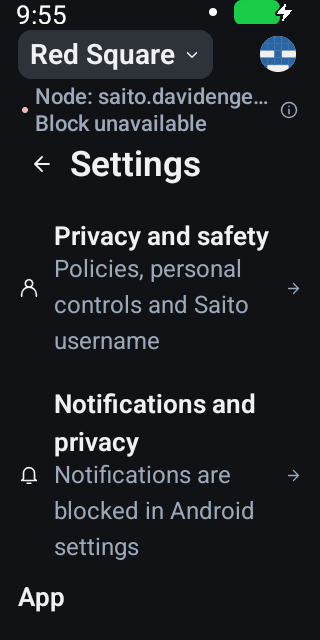 9:55
Red Square
Node: saito.davidenge…
Block unavailable
Settings
Privacy and safety
Policies, personal
controls and Saito
username
Notifications and
privacy
Notifications are
blocked in Android
settings
App